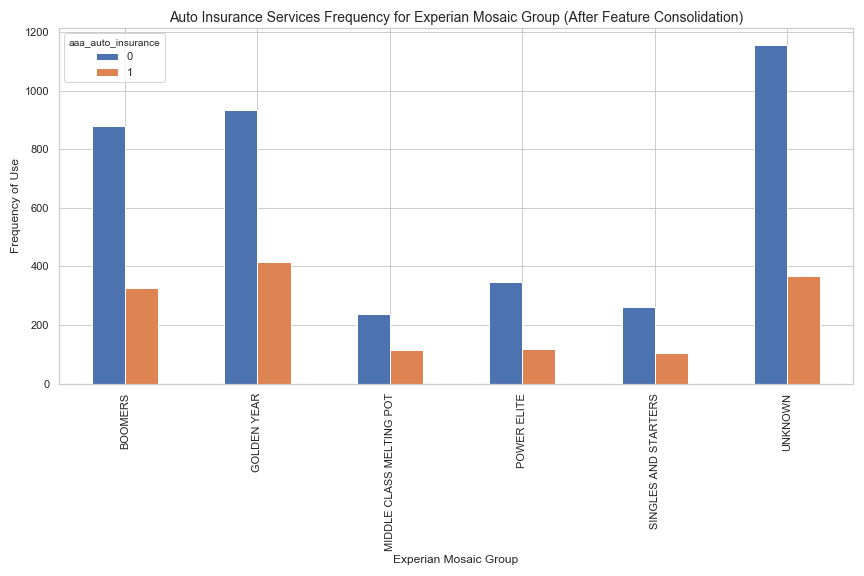 Auto Insurance Services Frequency for Experian Mosaic Group (After Feature Consolidation)
aaa_auto_insurance
0
1
1200
1000
800
600
400
200
0
Frequency of Use
BOOMERS
GOLDEN YEAR
MIDDLE CLASS MELTING POT
POWER ELITE
SINGLES AND STARTERS
UNKNOWN
Experian Mosaic Group